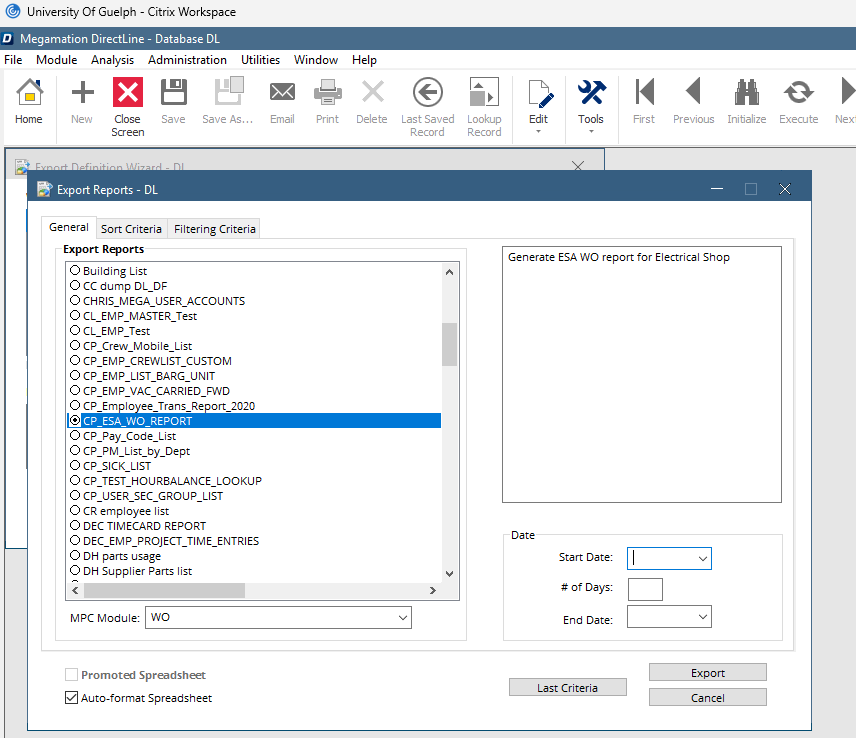 University Of Guelph - Citrix Workspace
Megamation DirectLine - Database DL
File Module Analysis Administration Utilities Window Help
Home New Close Screen Save Save As... Email Print Delete Last Saved Record Lookup Record Edit Tools First Previous Initialize Execute Next
Export Definition Wizard - DL
Export Reports - DL
General Sort Criteria Filtering Criteria
Export Reports
Building List
CC dump DL_DF
CHRIS_MEGA_USER_ACCOUNTS
CL_EMP_MASTER_Test
CL_EMP_Test
CP_Crew_Mobile_List
CP_EMP_CREWLIST_CUSTOM
CP_EMP_LIST_BARG_UNIT
CP_EMP_VAC_CARRIED_FWD
CP_Employee_Trans_Report_2020
CP_ESA_WO_REPORT
CP_Pay_Code_List
CP_PM_List_by_Dept
CP_SICK_LIST
CP_TEST_HOURBALANCE_LOOKUP
CP_USER_SEC_GROUP_LIST
CR employee list
DEC TIMECARD REPORT
DEC_EMP_PROJECT_TIME_ENTRIES
DH parts usage
DH Supplier Parts list
MPC Module: WO
Generate ESA WO report for Electrical Shop
Date
Start Date:
# of Days:
End Date:
Promoted Spreadsheet
Auto-format Spreadsheet
Last Criteria
Export
Cancel